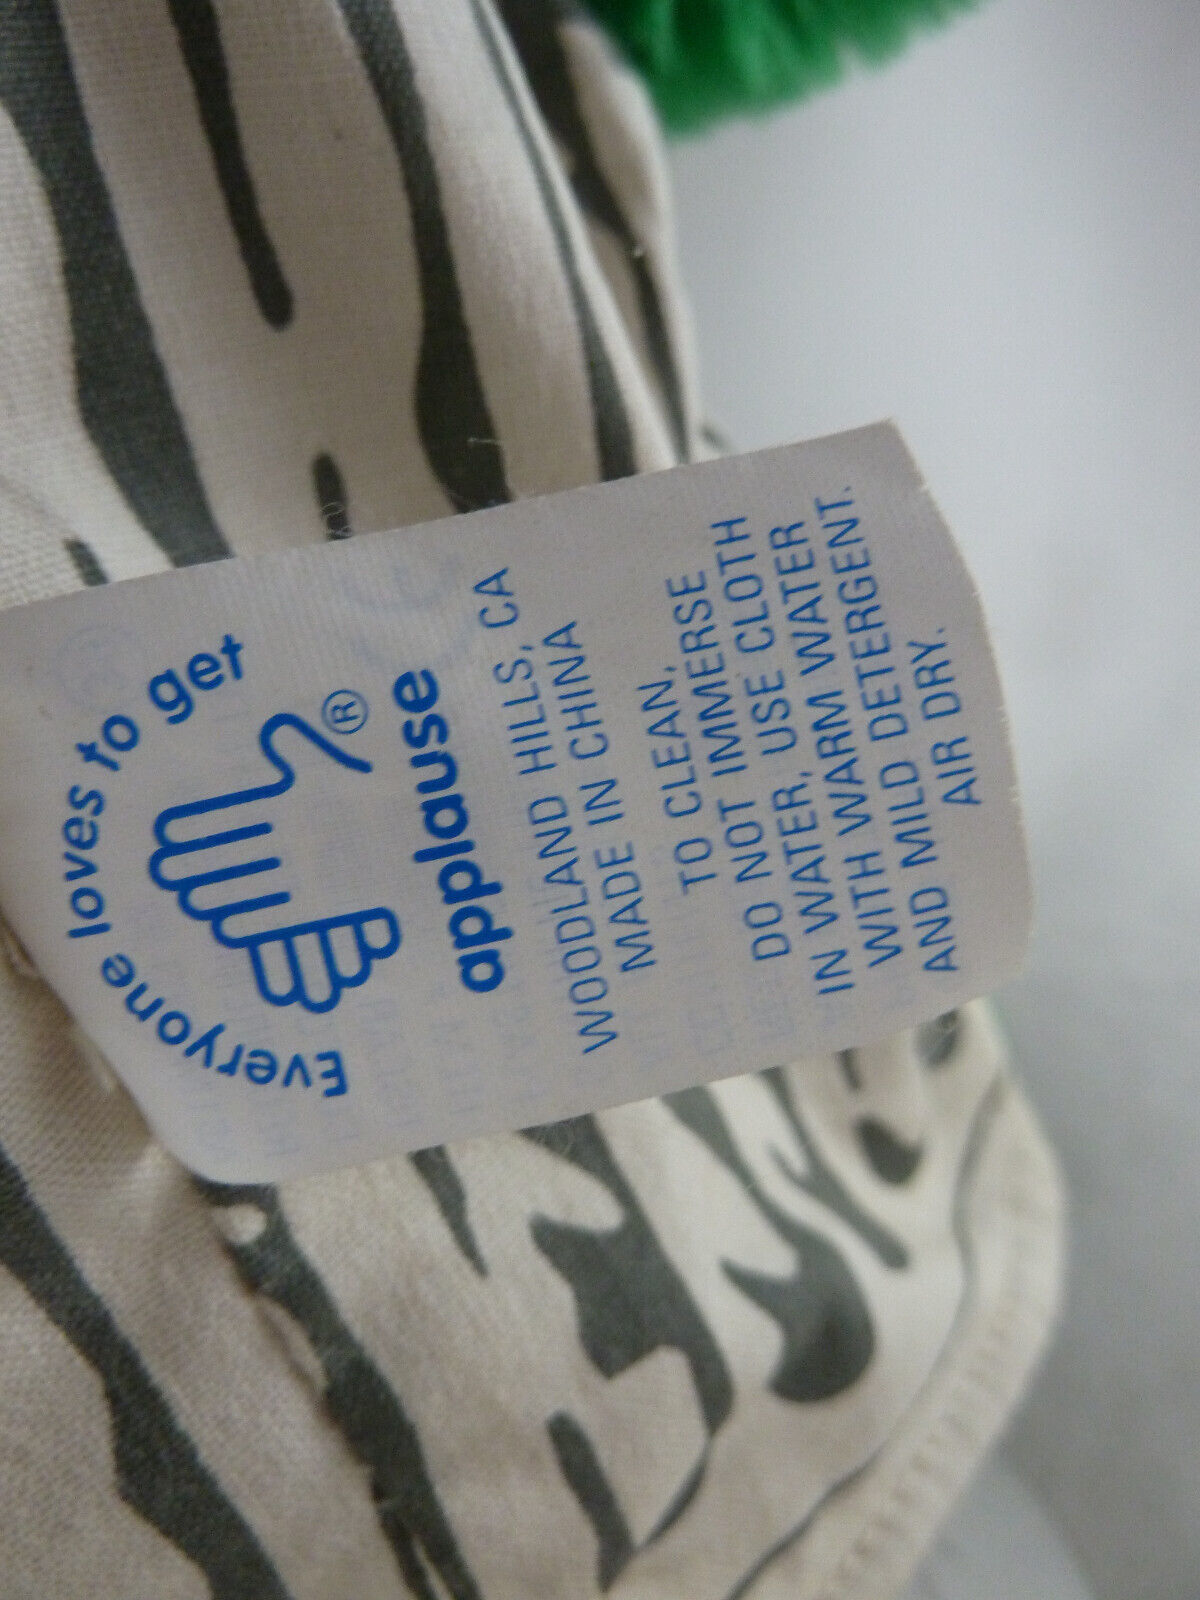 Everyone loves to get
®
applause
WOODLAND HILLS, CA
MADE IN CHINA
TO CLEAN,
DO NOT IMMERSE
IN WATER, USE CLOTH
WITH WARM WATER
AND MILD DETERGENT.
AIR DRY.